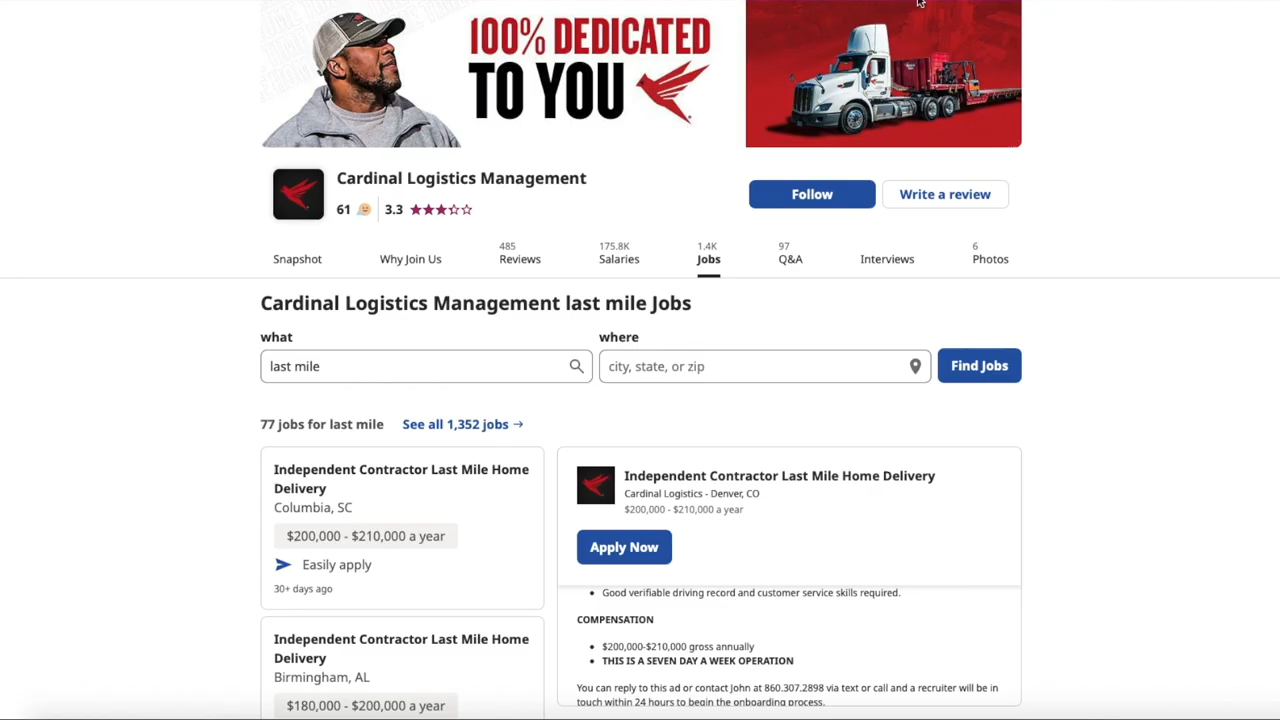 100% DEDICATED
TO YOU
Cardinal Logistics Management
Follow
Write a review
61
3.3
Snapshot
Why Join Us
485
Reviews
175.8K
Salaries
1.4K
Jobs
97
Q&A
Interviews
6
Photos
Cardinal Logistics Management last mile Jobs
what
where
last mile
city, state, or zip
Find Jobs
77 jobs for last mile
See all 1,352 jobs →
Independent Contractor Last Mile Home
Delivery
Columbia, SC
$200,000 - $210,000 a year
Easily apply
30+ days ago
Independent Contractor Last Mile Home
Delivery
Birmingham, AL
$180,000 - $200,000 a year
Independent Contractor Last Mile Home Delivery
Cardinal Logistics - Denver, CO
$200,000 - $210,000 a year
Apply Now
• Good verifiable driving record and customer service skills required.
COMPENSATION
• $200,000-$210,000 gross annually
• THIS IS A SEVEN DAY A WEEK OPERATION
You can reply to this ad or contact John at 860.307.2898 via text or call and a recruiter will be in
touch within 24 hours to begin the onboarding process.